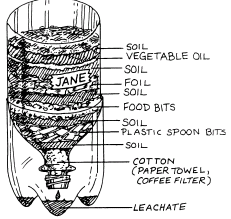 SOIL
VEGETABLE OIL
SOIL
JANE
FOIL
SOIL
FOOD BITS
SOIL
PLASTIC SPOON BITS
SOIL
COTTON
(PAPER TOWEL,
COFFEE FILTER)
LEACHATE